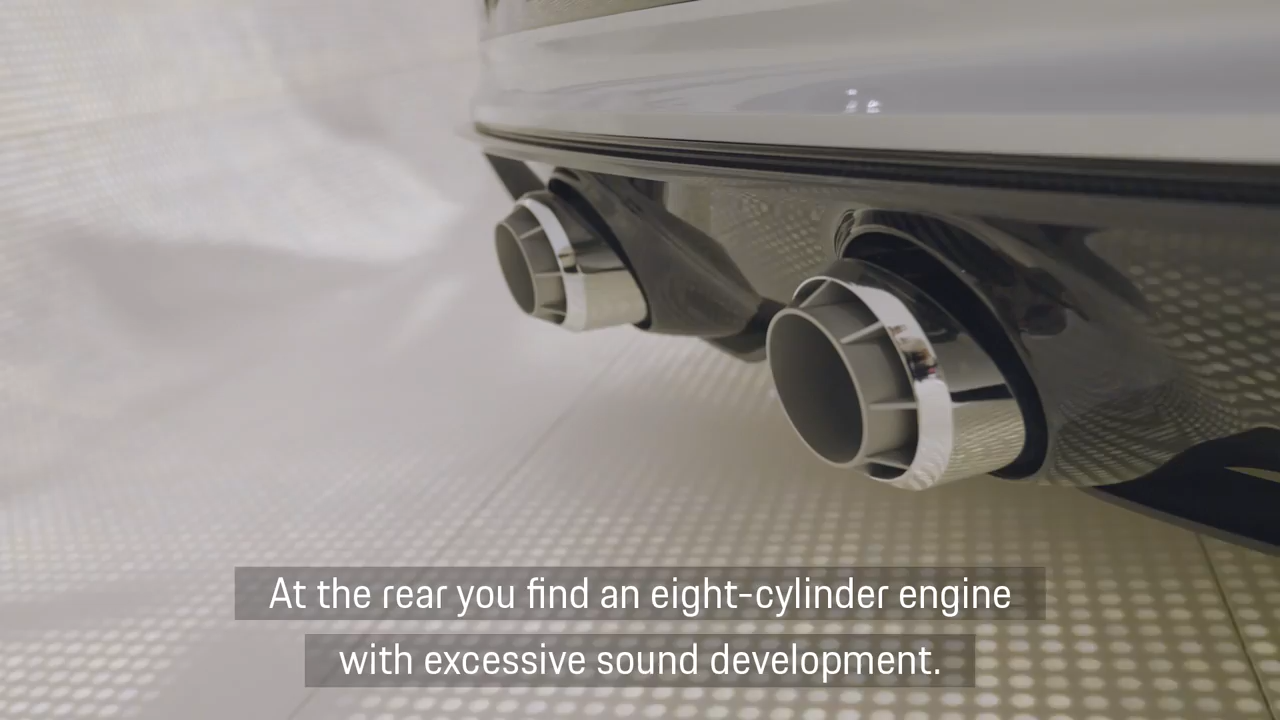 At the rear you find an eight-cylinder engine
with excessive sound development.